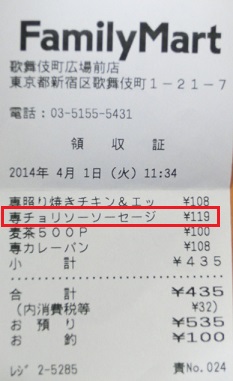 FamilyMart
歌舞伎町広場前店
東京都新宿区歌舞伎町1-21-7
電話:03-5155-5431
領収証
2014年 4月 1日(火) 11:34
専照り焼きチキン&エッ ¥108
専チョリソーソーセージ ¥119
麦茶500P ¥100
専カレーパン ¥108
小計 ¥435
合計 ¥435
(内消費税等 ¥32)
お預り ¥535
お釣 ¥100
レジ 2-5285 責No.024